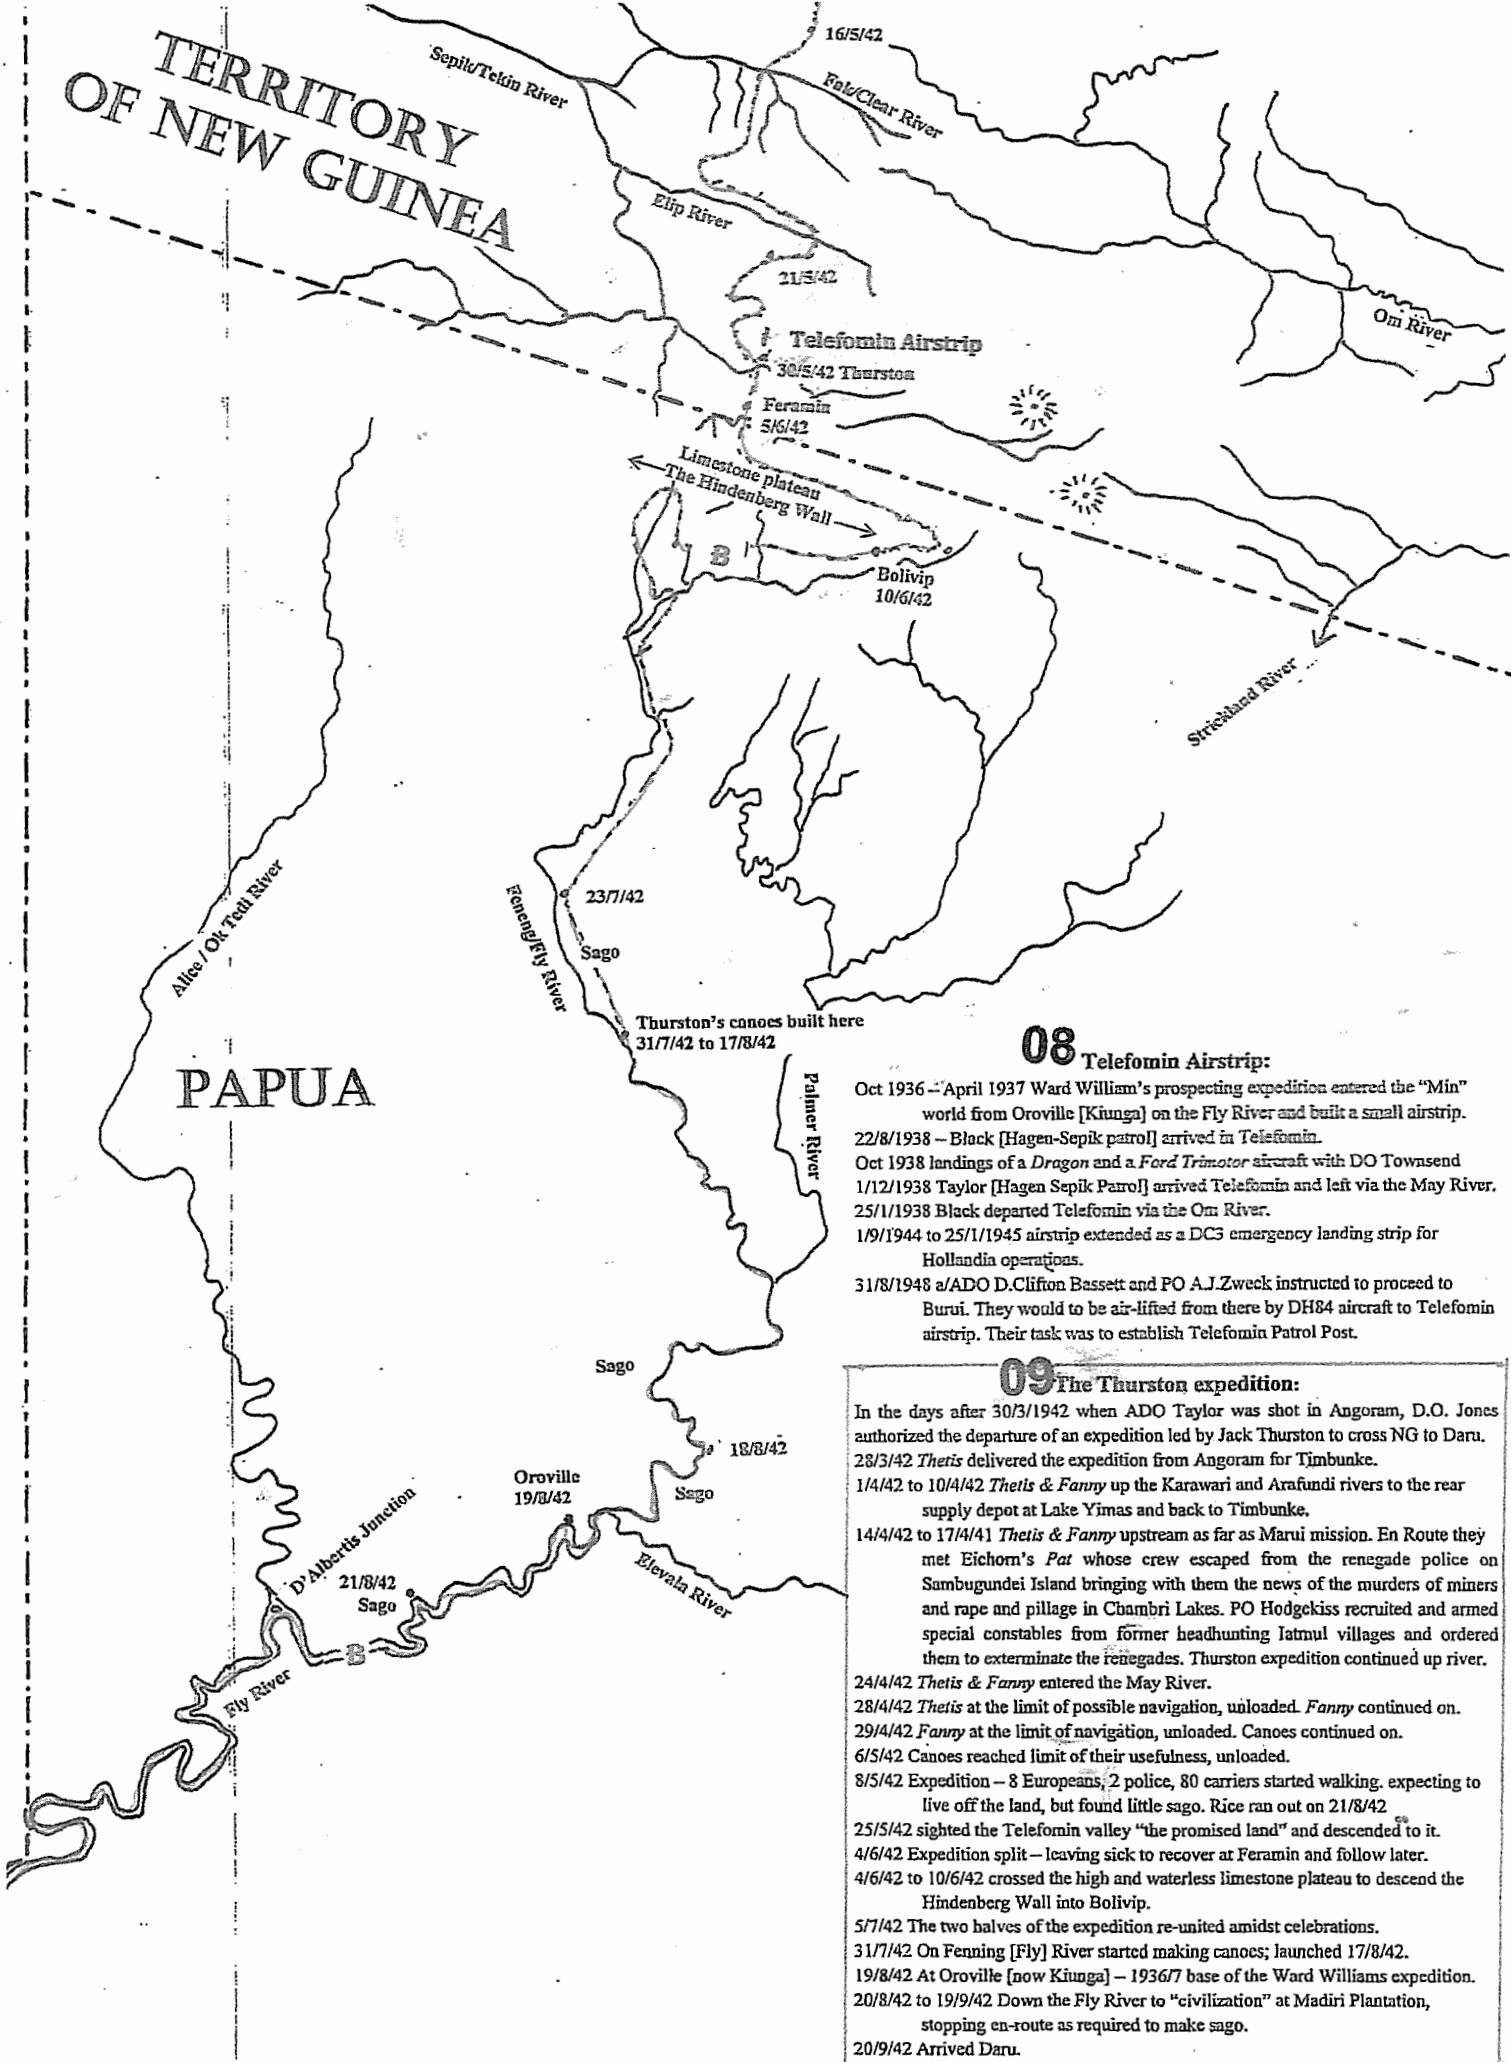 16/5/42
Sepik/Tekin River
Fak/Clear River
TERRITORY
OF NEW GUINEA
Elip River
21/5/42
Om River
Telefomin Airstrip
30/5/42 Thurston
Feramin
5/6/42
Limestone plateau
The Hindenberg Wall
B
Bolivip
10/6/42
Strickland River ...
Alice / Ok Tedi River
23/7/42
Feneng/Fly River
Sago
Thurston's canoes built here
31/7/42 to 17/8/42
PAPUA
Palmer River
08 Telefomin Airstrip:
Oct 1936 – April 1937 Ward William's prospecting expedition entered the "Min"
world from Oroville [Kiunga] on the Fly River and built a small airstrip.
22/8/1938 – Black [Hagen-Sepik patrol] arrived in Telefomin.
Oct 1938 landings of a Dragon and a Ford Trimotor aircraft with DO Townsend
1/12/1938 Taylor [Hagen Sepik Patrol] arrived Telefomin and left via the May River.
25/1/1938 Black departed Telefomin via the Om River.
1/9/1944 to 25/1/1945 airstrip extended as a DC3 emergency landing strip for
Hollandia operations.
31/8/1948 a/ADO D.Clifton Bassett and PO A.J.Zweck instructed to proceed to
Burui. They would to be air-lifted from there by DH84 aircraft to Telefomin
airstrip. Their task was to establish Telefomin Patrol Post.
Sago
18/8/42
Sago
Oroville
19/8/42
Elevala River
D'Albertis Junction
21/8/42
Sago
B
Fly River
09 The Thurston expedition:
In the days after 30/3/1942 when ADO Taylor was shot in Angoram, D.O. Jones
authorized the departure of an expedition led by Jack Thurston to cross NG to Daru.
28/3/42 Thetis delivered the expedition from Angoram for Timbunke.
1/4/42 to 10/4/42 Thetis & Fanny up the Karawari and Arafundi rivers to the rear
supply depot at Lake Yimas and back to Timbunke.
14/4/42 to 17/4/41 Thetis & Fanny upstream as far as Marui mission. En Route they
met Eichorn's Pat whose crew escaped from the renegade police on
Sambugundei Island bringing with them the news of the murders of miners
and rape and pillage in Chambri Lakes. PO Hodgekiss recruited and armed
special constables from former headhunting Iatmul villages and ordered
them to exterminate the renegades. Thurston expedition continued up river.
24/4/42 Thetis & Fanny entered the May River.
28/4/42 Thetis at the limit of possible navigation, unloaded. Fanny continued on.
29/4/42 Fanny at the limit of navigation, unloaded. Canoes continued on.
6/5/42 Canoes reached limit of their usefulness, unloaded.
8/5/42 Expedition – 8 Europeans, 2 police, 80 carriers started walking. expecting to
live off the land, but found little sago. Rice ran out on 21/8/42
25/5/42 sighted the Telefomin valley "the promised land" and descended to it.
4/6/42 Expedition split – leaving sick to recover at Feramin and follow later.
4/6/42 to 10/6/42 crossed the high and waterless limestone plateau to descend the
Hindenberg Wall into Bolivip.
5/7/42 The two halves of the expedition re-united amidst celebrations.
31/7/42 On Fenning [Fly] River started making canoes; launched 17/8/42.
19/8/42 At Oroville [now Kiunga] – 1936/7 base of the Ward Williams expedition.
20/8/42 to 19/9/42 Down the Fly River to "civilization" at Madiri Plantation,
stopping en-route as required to make sago.
20/9/42 Arrived Daru.